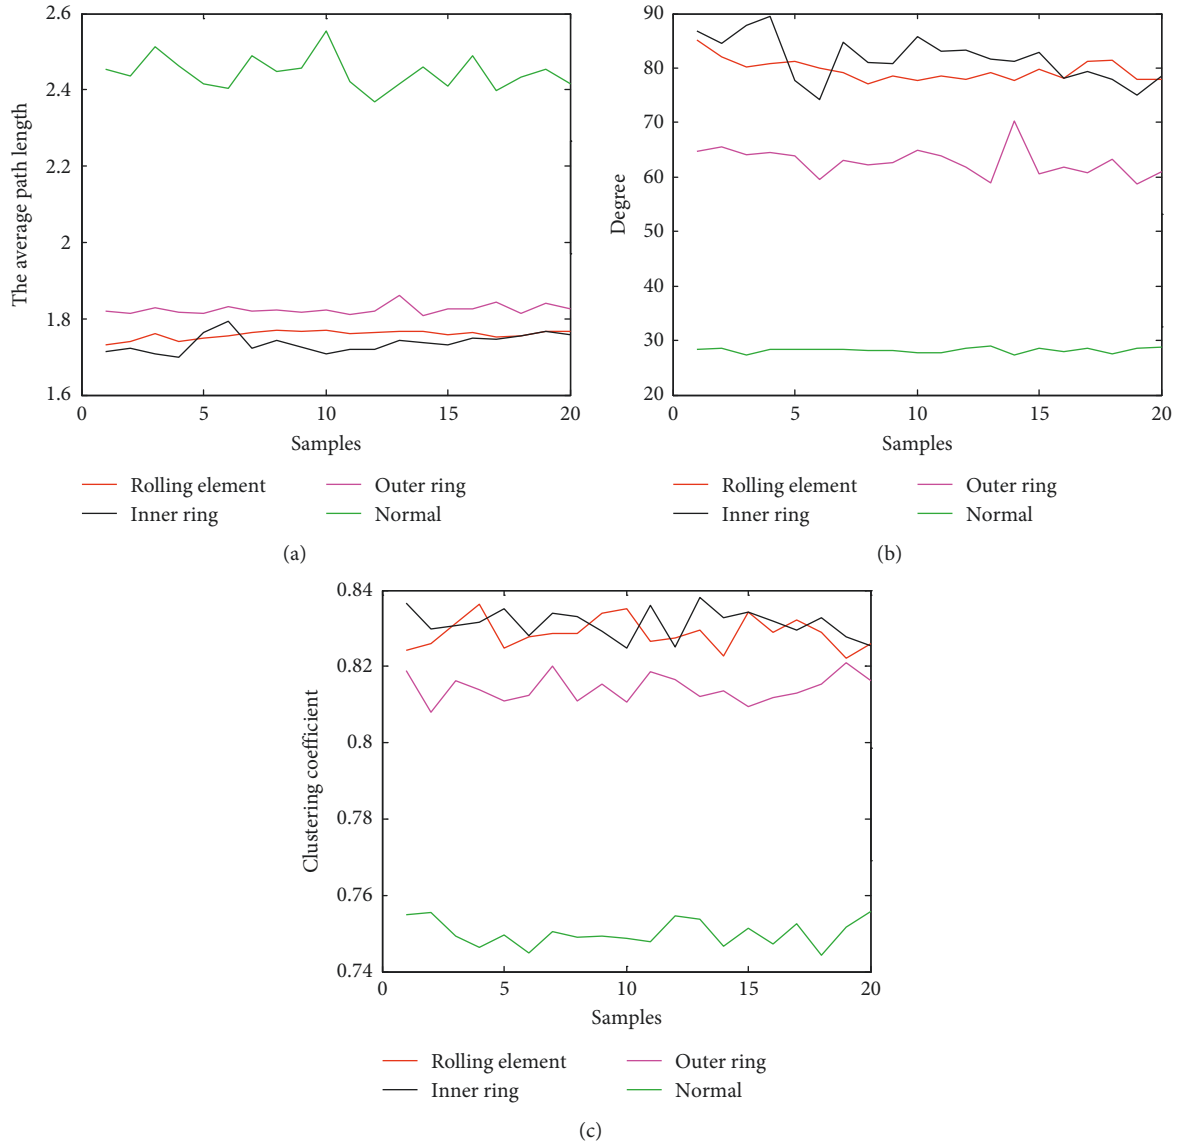 2.6
2.4
2.2
2
1.8
1.6
The average path length
0 5 10 15 20
Samples
Rolling element Outer ring
Inner ring Normal
(a)
90
80
70
60
50
40
30
20
Degree
0 5 10 15 20
Samples
Rolling element Outer ring
Inner ring Normal
(b)
0.84
0.82
0.8
0.78
0.76
0.74
Clustering coefficient
0 5 10 15 20
Samples
Rolling element Outer ring
Inner ring Normal
(c)